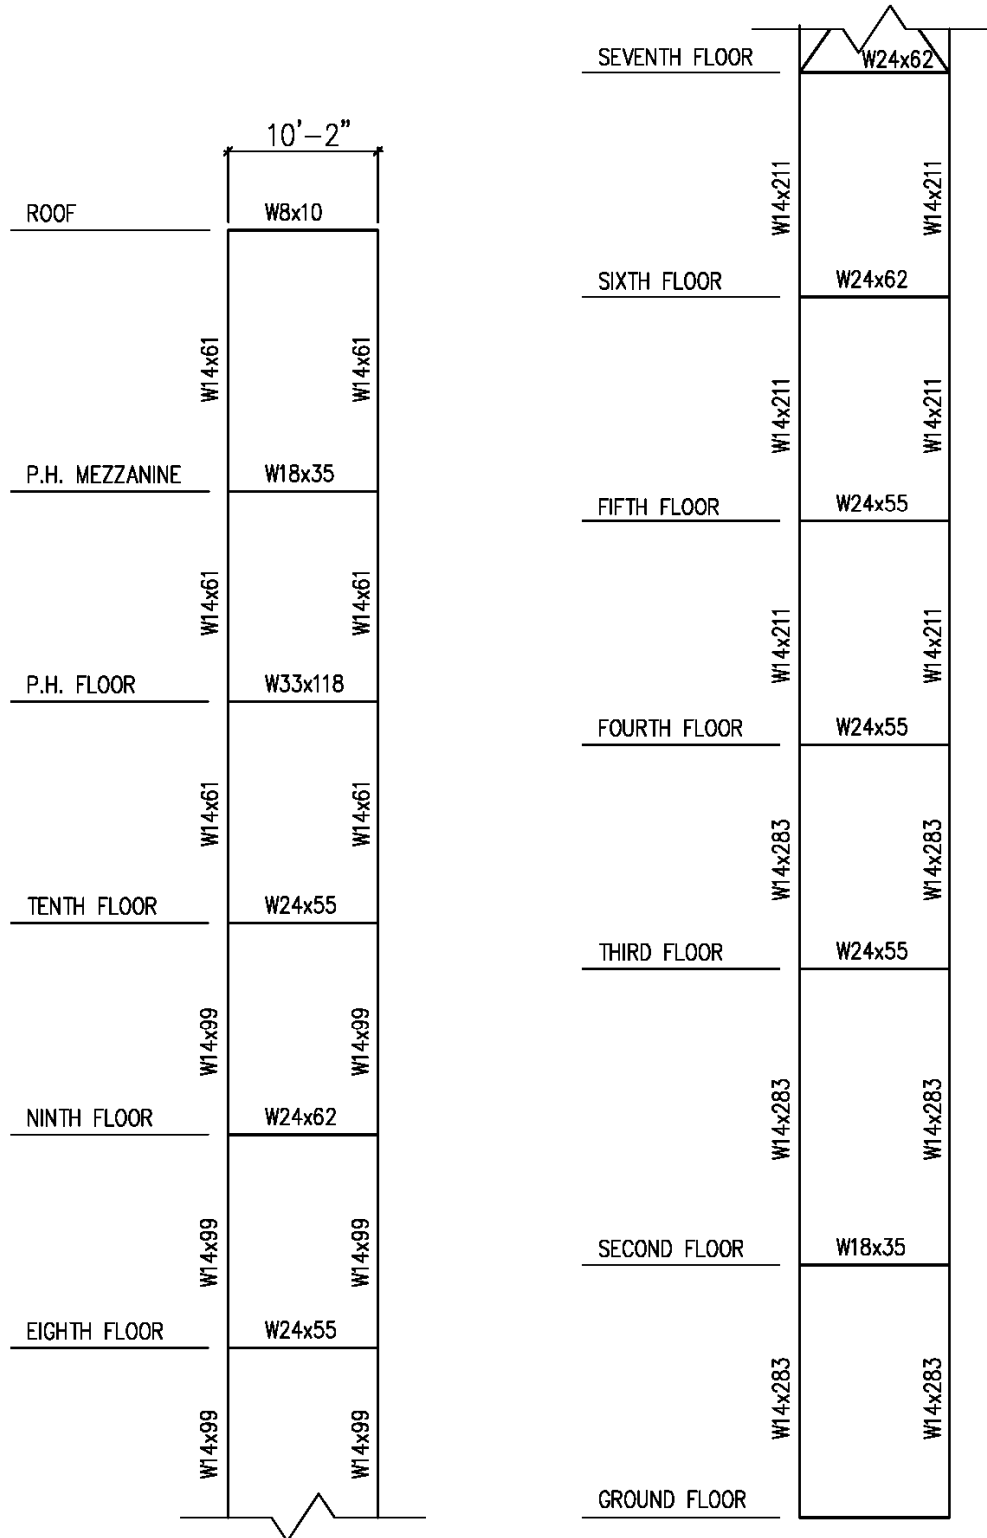 10'-2"
ROOF
W8x10
W14x61
W14x61
P.H. MEZZANINE
W18x35
W14x61
W14x61
P.H. FLOOR
W33x118
W14x61
W14x61
TENTH FLOOR
W24x55
W14x99
W14x99
NINTH FLOOR
W24x62
W14x99
W14x99
EIGHTH FLOOR
W24x55
W14x99
W14x99
SEVENTH FLOOR
W24x62
W14x211
W14x211
SIXTH FLOOR
W24x62
W14x211
W14x211
FIFTH FLOOR
W24x55
W14x211
W14x211
FOURTH FLOOR
W24x55
W14x283
W14x283
THIRD FLOOR
W24x55
W14x283
W14x283
SECOND FLOOR
W18x35
W14x283
W14x283
GROUND FLOOR